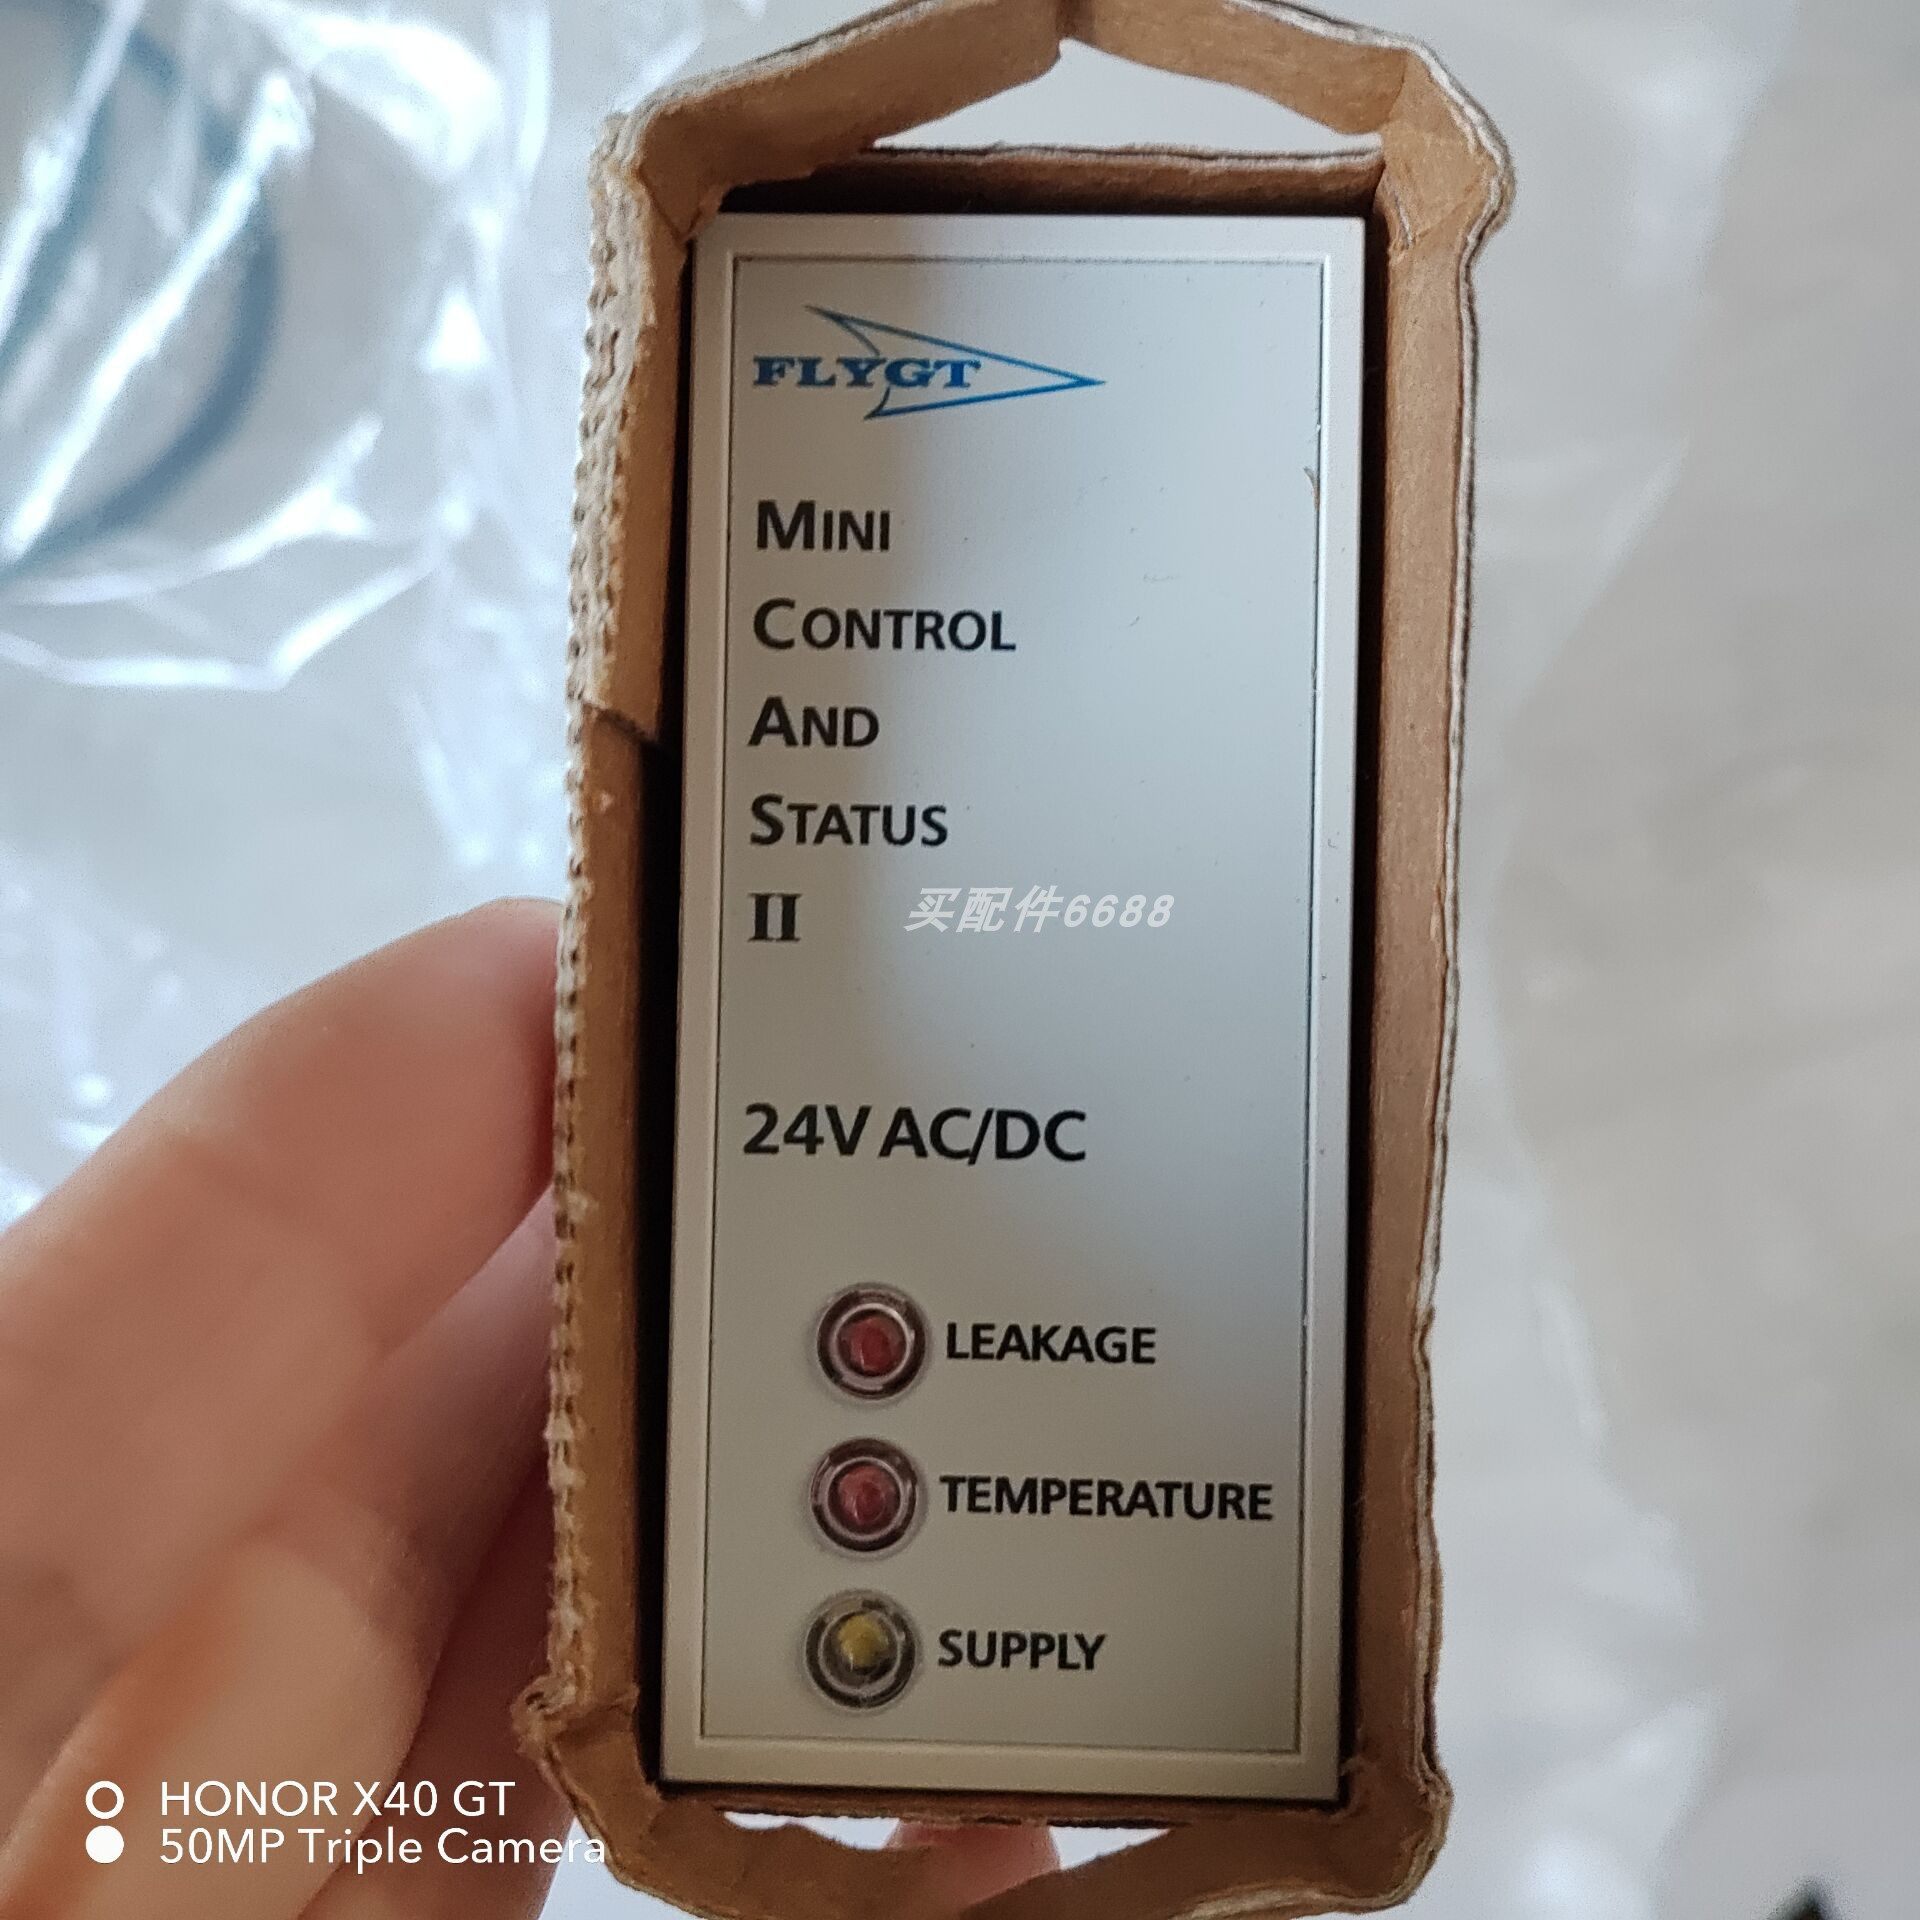 FLYGT
MINI
CONTROL
AND
STATUS
II
买配件6688
24V AC/DC
LEAKAGE
TEMPERATURE
SUPPLY
HONOR X40 GT
50MP Triple Camera